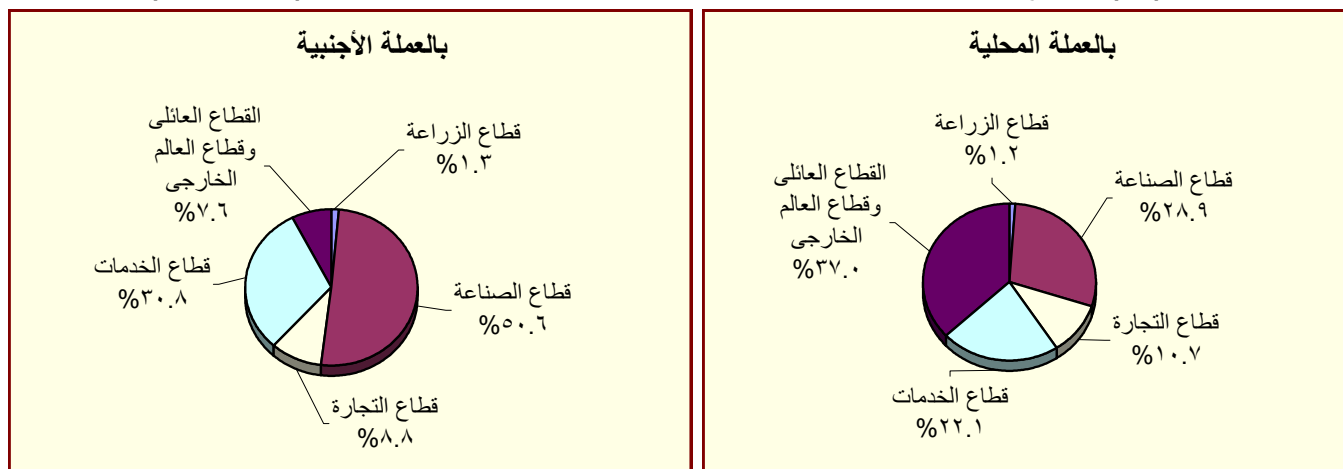 بالعملة المحلية
قطاع الزراعة
%١.٢
قطاع الصناعة
%٢٨.٩
القطاع العائلى
وقطاع العالم
الخارجى
%٣٧.٠
قطاع التجارة
%١٠.٧
قطاع الخدمات
%٢٢.١
بالعملة الأجنبية
القطاع العائلى
وقطاع العالم
الخارجى
%٧.٦
قطاع الزراعة
%١.٣
قطاع الخدمات
%٣٠.٨
قطاع الصناعة
%٥٠.٦
قطاع التجارة
%٨.٨